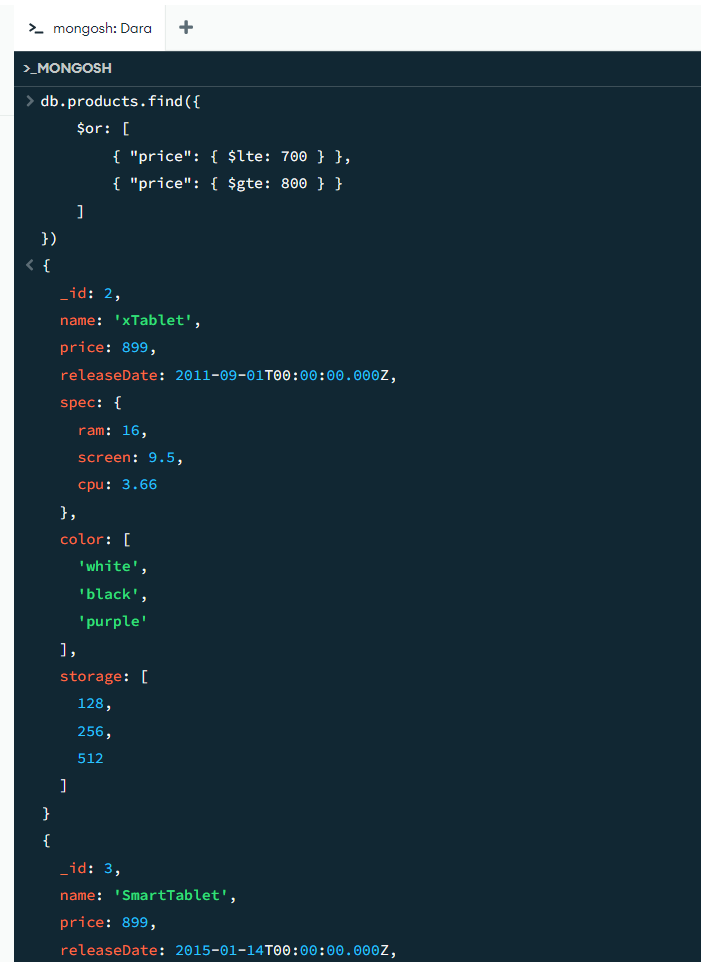 >_ mongosh: Dara +
>_MONGOSH
> db.products.find({
$or: [
{ "price": { $lte: 700 } },
{ "price": { $gte: 800 } }
]
})
< {
_id: 2,
name: 'xTablet',
price: 899,
releaseDate: 2011-09-01T00:00:00.000Z,
spec: {
ram: 16,
screen: 9.5,
cpu: 3.66
},
color: [
'white',
'black',
'purple'
],
storage: [
128,
256,
512
]
}
{
_id: 3,
name: 'SmartTablet',
price: 899,
releaseDate: 2015-01-14T00:00:00.000Z,